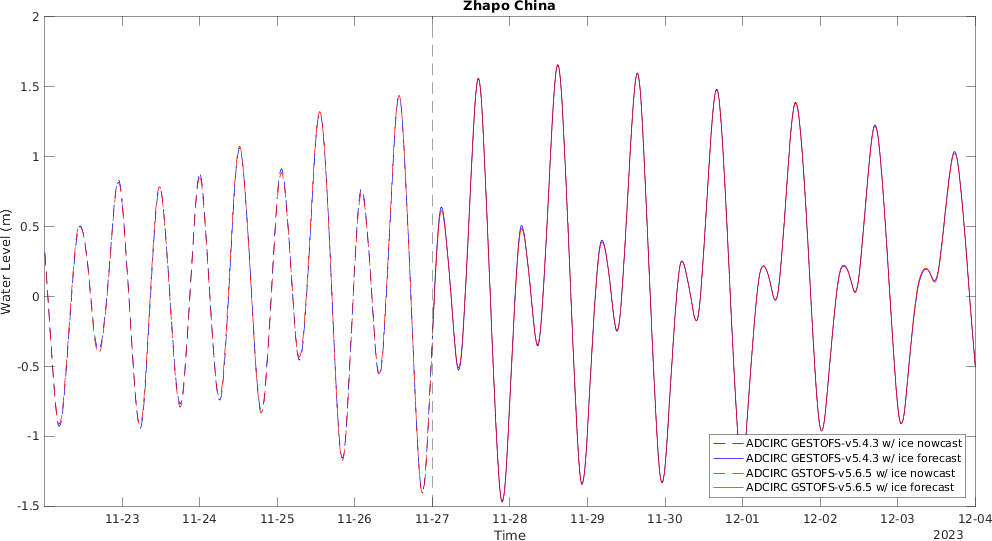 Zhapo China
2
1.5
1
0.5
0
-0.5
-1
-1.5
Water Level (m)
ADCIRC GESTOFS-v5.4.3 w/ ice nowcast
ADCIRC GESTOFS-v5.4.3 w/ ice forecast
ADCIRC GSTOFS-v5.6.5 w/ ice nowcast
ADCIRC GSTOFS-v5.6.5 w/ ice forecast
11-23 11-24 11-25 11-26 11-27 11-28 11-29 11-30 12-01 12-02 12-03 12-04
Time
2023